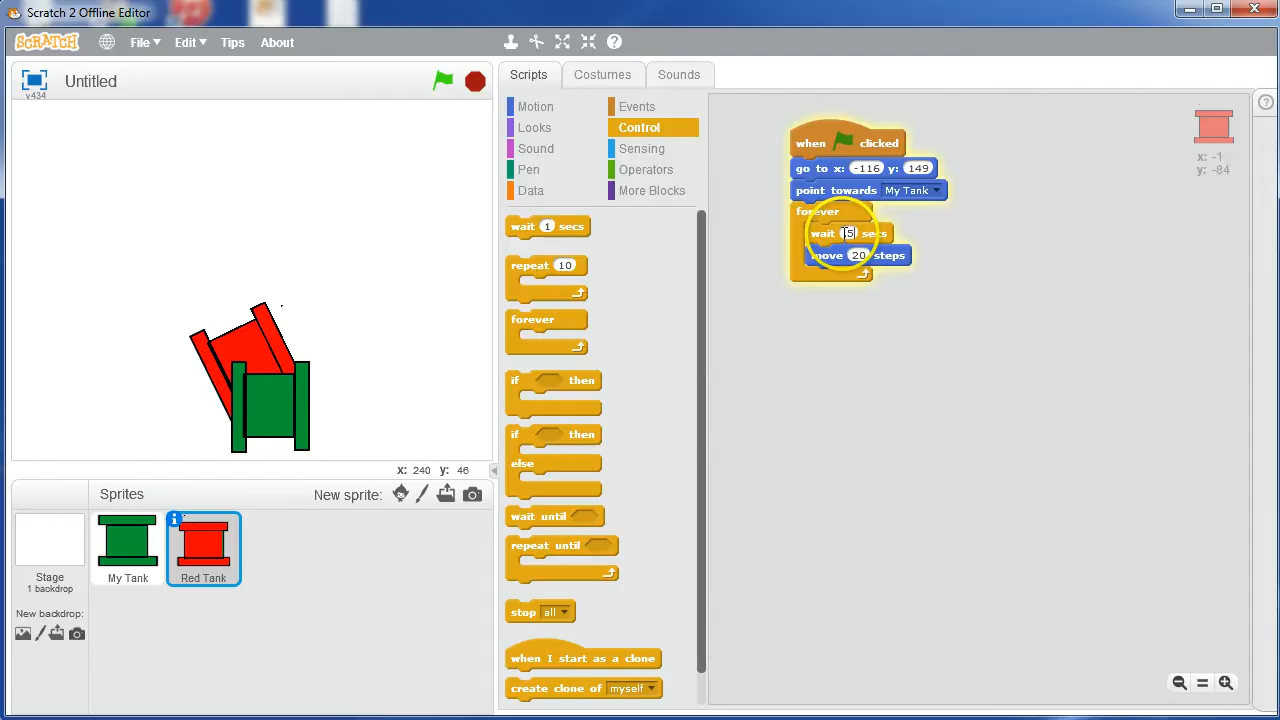 Scratch 2 Offline Editor
SCRATCH File Edit Tips About
v434
Untitled
Scripts Costumes Sounds
Motion Events
Looks Control
Sound Sensing
Pen Operators
Data More Blocks
wait 1 secs
repeat 10
forever
if then
if then
else
wait until
repeat until
stop all
when I start as a clone
create clone of myself
when clicked
go to x: -116 y: 149
point towards My Tank
forever
wait 5 secs
move 20 steps
x: -1
y: -84
x: 240 y: 46
Sprites New sprite:
Stage
1 backdrop
New backdrop:
My Tank
Red Tank